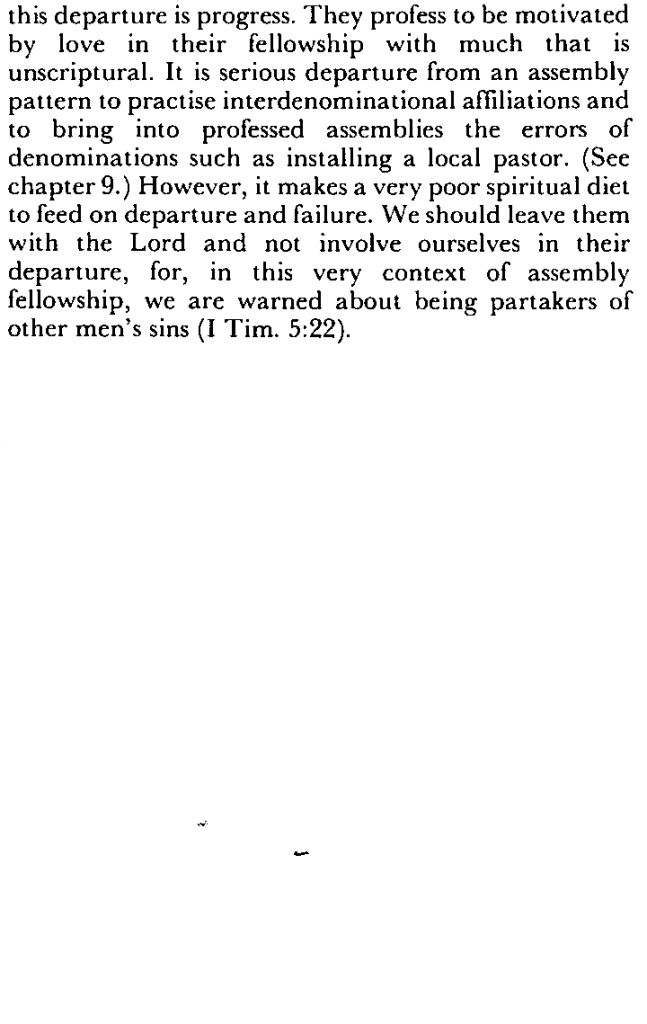 this departure is progress. They profess to be motivated
by love in their fellowship with much that is
unscriptural. It is serious departure from an assembly
pattern to practise interdenominational affiliations and
to bring into professed assemblies the errors of
denominations such as installing a local pastor. (See
chapter 9.) However, it makes a very poor spiritual diet
to feed on departure and failure. We should leave them
with the Lord and not involve ourselves in their
departure, for, in this very context of assembly
fellowship, we are warned about being partakers of
other men's sins (I Tim. 5:22).